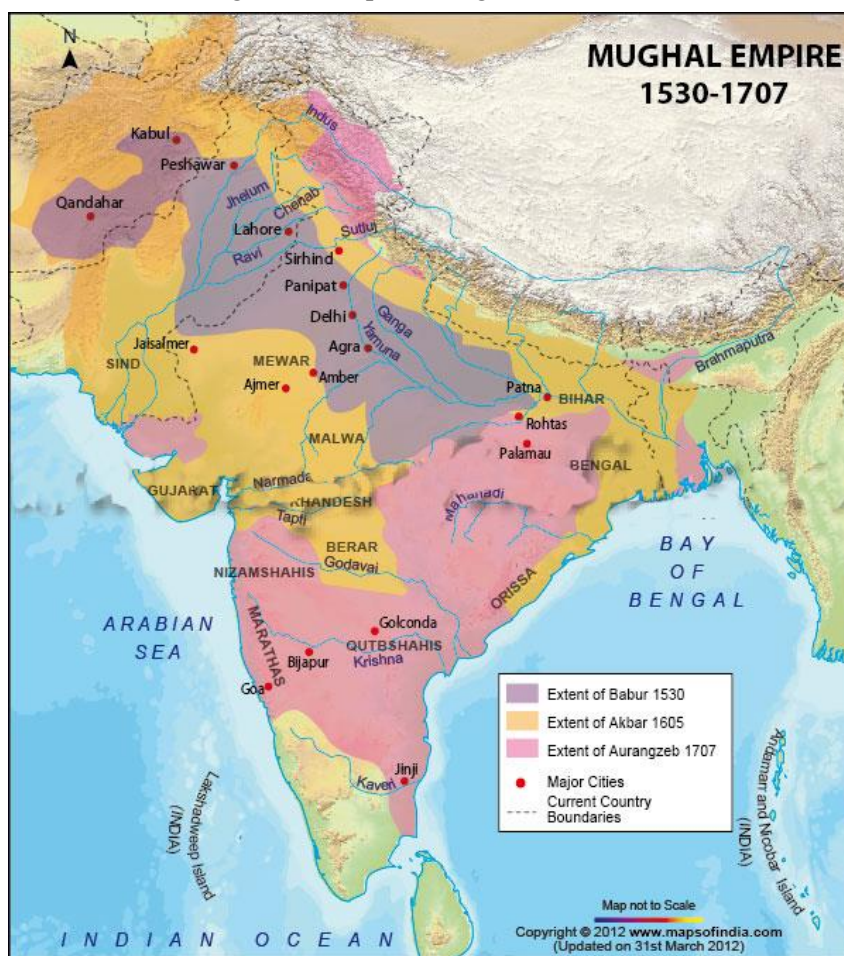 N
MUGHAL EMPIRE
1530-1707
Kabul
Indus
Peshawar
Jhelum
Qandahar
Chenab
Lahore
Sutluj
Ravi
Sirhind
Panipat
Delhi
Ganga
Yamuna
Jaisalmer
Agra
Brahmaputra
SIND
MEWAR
Amber
Ajmer
Patna
BIHAR
Rohtas
MALWA
Palamau
BENGAL
Narmada
GUJARAT
KHANDESH
Mahanadi
Tapti
BERAR
Godavai
NIZAMSHAHIS
ORISSA
BAY
OF
BENGAL
ARABIAN
SEA
MARATHAS
Golconda
QUTBSHAHIS
Bijapur
Krishna
Goa
Extent of Babur 1530
Extent of Akbar 1605
Extent of Aurangzeb 1707
Major Cities
Current Country
Boundaries
Jinji
Kaveri
Lakshadweep Island
(INDIA)
Andamarr and Nicobar Island
(INDIA)
Map not to Scale
Copyright © 2012 www.mapsofindia.com
(Updated on 31st March 2012)
INDIAN OCEAN